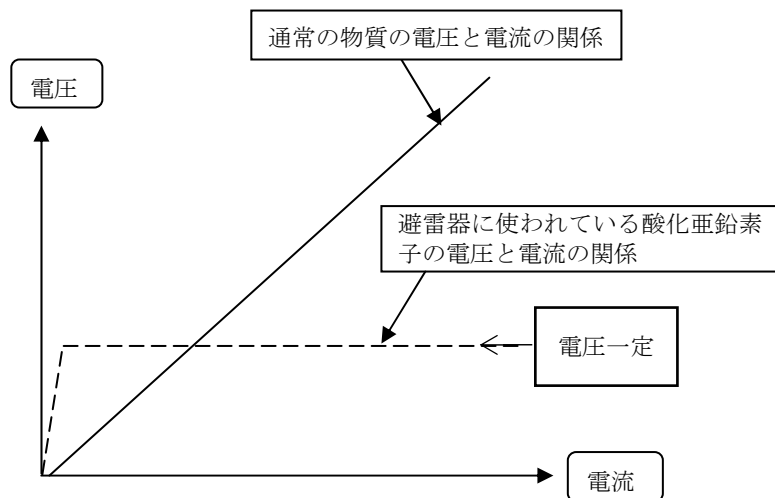 通常の物質の電圧と電流の関係
電圧
避雷器に使われている酸化亜鉛素
子の電圧と電流の関係
電圧一定
電流